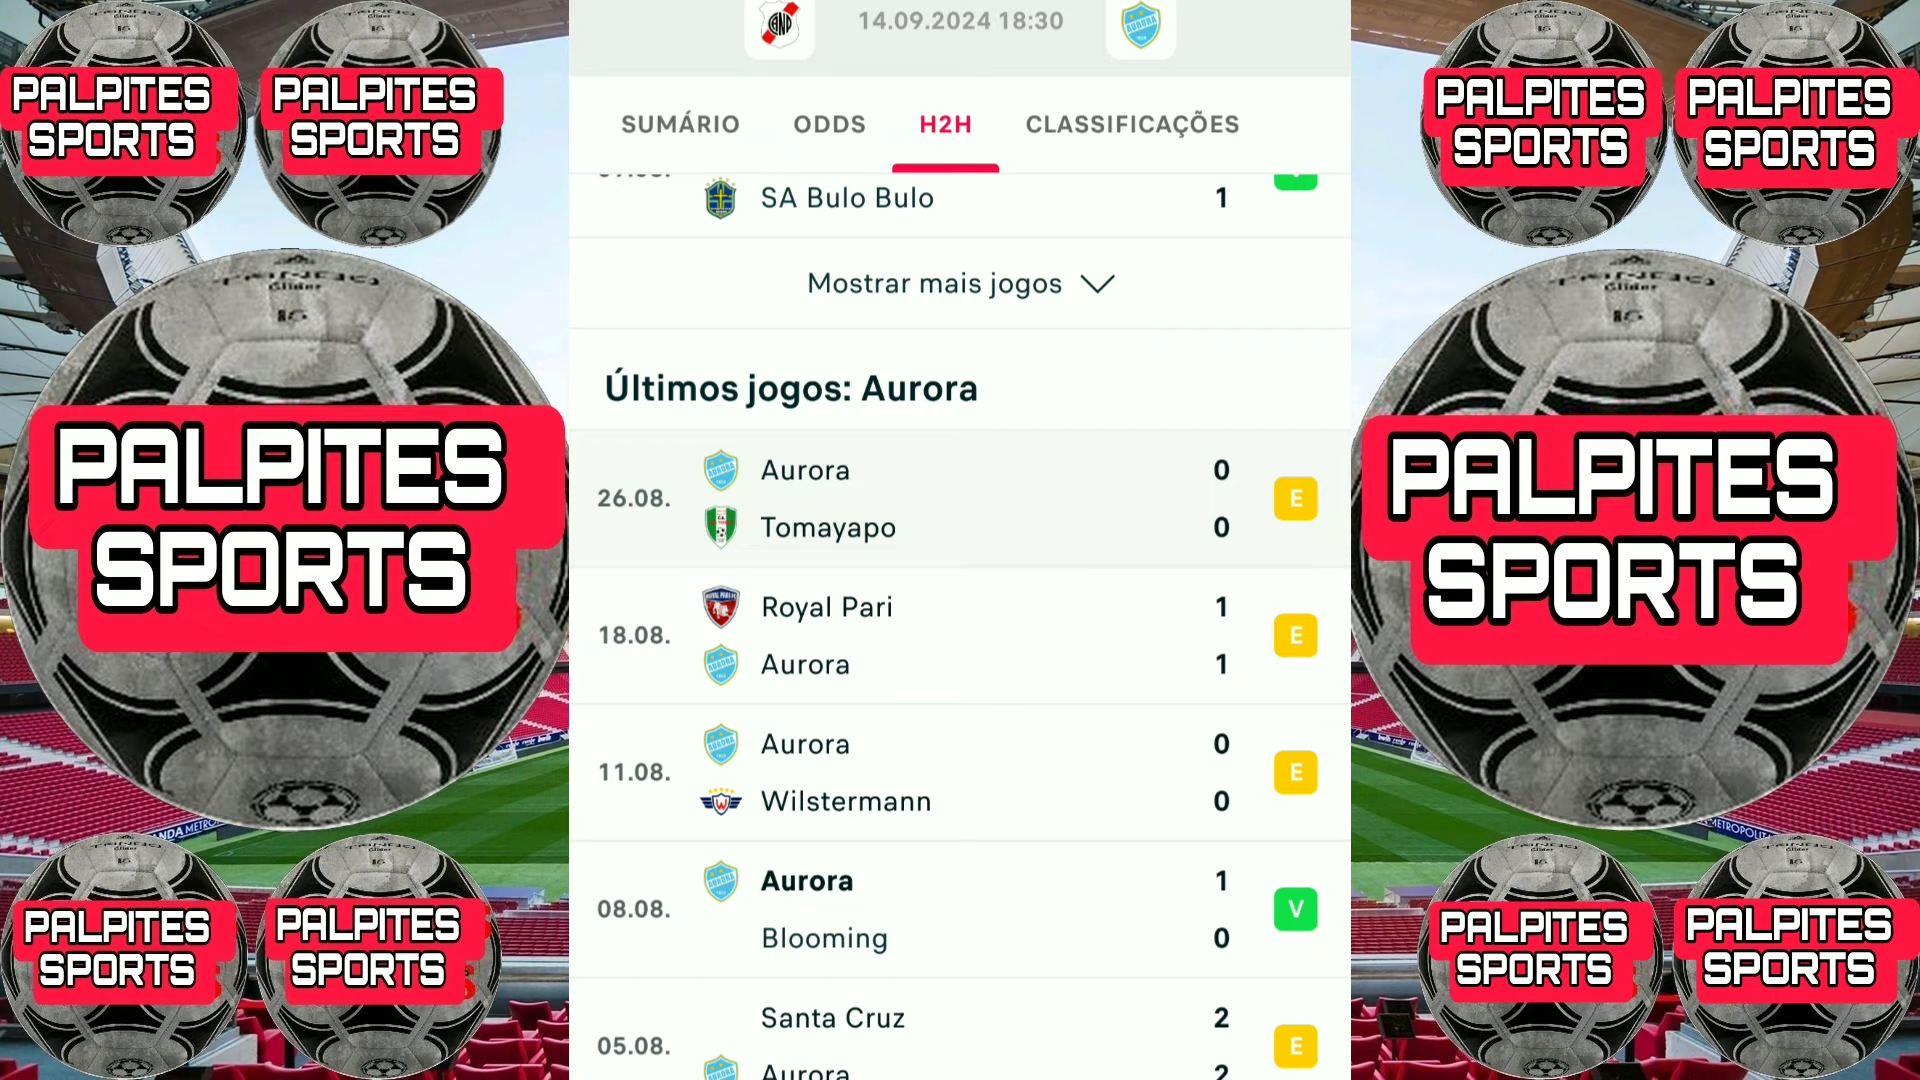 14.09.2024 18:30
SUMÁRIO ODDS H2H CLASSIFICAÇÕES
SA Bulo Bulo 1
Mostrar mais jogos
Últimos jogos: Aurora
26.08.
Aurora 0
Tomayapo 0
E
18.08.
Royal Pari 1
Aurora 1
E
11.08.
Aurora 0
Wilstermann 0
E
08.08.
Aurora 1
Blooming 0
V
05.08.
Santa Cruz 2
Aurora 2
E
PALPITES
SPORTS
PALPITES
SPORTS
PALPITES
SPORTS
PALPITES
SPORTS
PALPITES
SPORTS
PALPITES
SPORTS
PALPITES
SPORTS
PALPITES
SPORTS
PALPITES
SPORTS
PALPITES
SPORTS